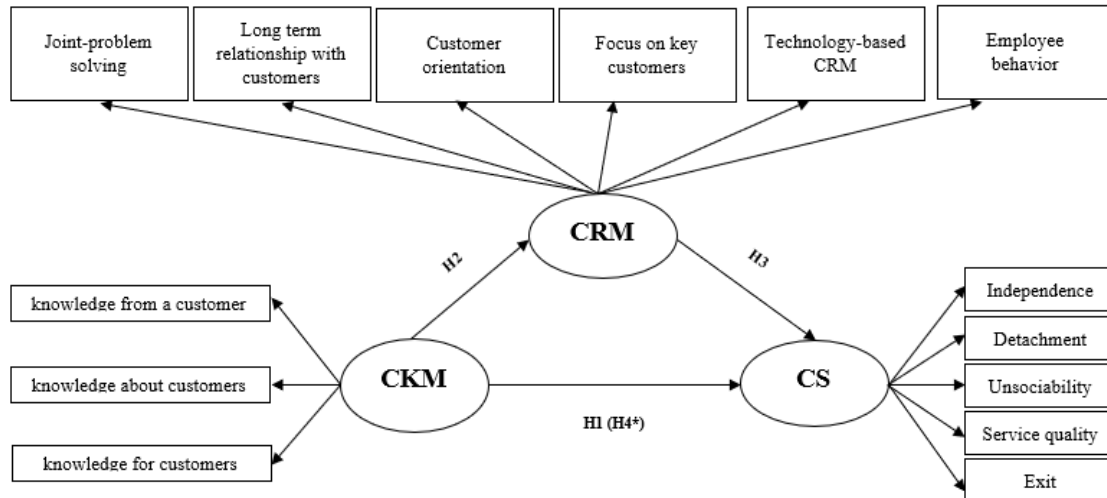 Joint-problem
solving
Long term
relationship with
customers
Customer
orientation
Focus on key
customers
Technology-based
CRM
Employee
behavior
CRM
H2
H3
knowledge from a customer
knowledge about customers
knowledge for customers
CKM
CS
H1 (H4*)
Independence
Detachment
Unsociability
Service quality
Exit